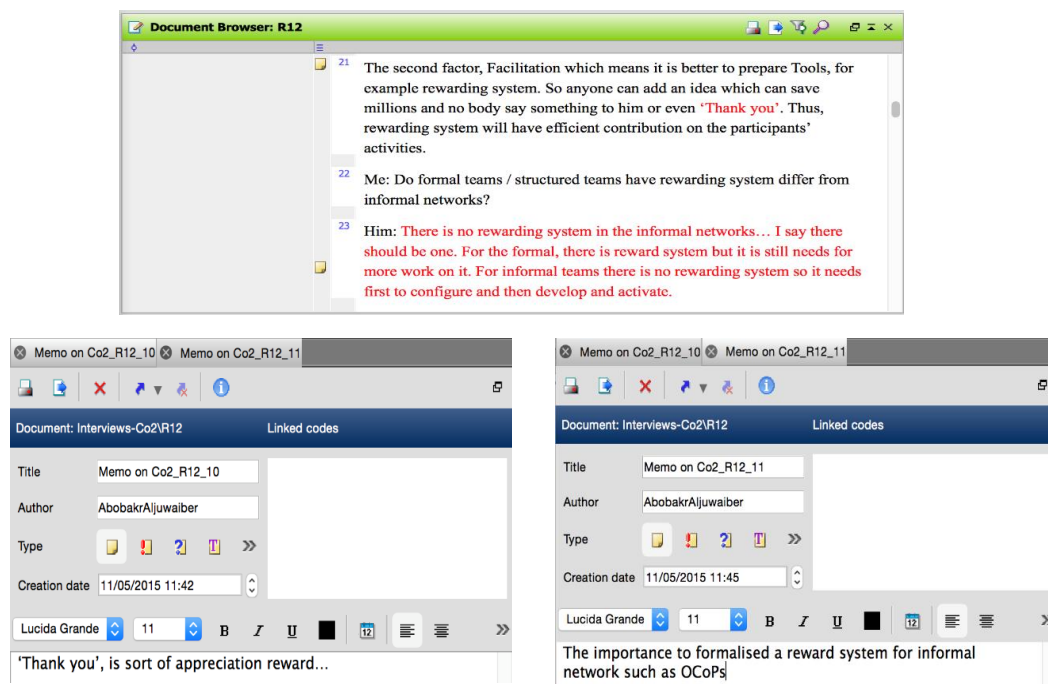 Document Browser: R12
21
The second factor, Facilitation which means it is better to prepare Tools, for
example rewarding system. So anyone can add an idea which can save
millions and no body say something to him or even ‘Thank you’. Thus,
rewarding system will have efficient contribution on the participants’
activities.
22
Me: Do formal teams / structured teams have rewarding system differ from
informal networks?
23
Him: There is no rewarding system in the informal networks… I say there
should be one. For the formal, there is reward system but it is still needs for
more work on it. For informal teams there is no rewarding system so it needs
first to configure and then develop and activate.
Memo on Co2_R12_10 Memo on Co2_R12_11
Document: Interviews-Co2\R12 Linked codes
Title Memo on Co2_R12_10
Author AbobakrAljuwaiber
Type
Creation date 11/05/2015 11:42
Lucida Grande 11 B I U 12
‘Thank you’, is sort of appreciation reward...
Memo on Co2_R12_10 Memo on Co2_R12_11
Document: Interviews-Co2\R12 Linked codes
Title Memo on Co2_R12_11
Author AbobakrAljuwaiber
Type
Creation date 11/05/2015 11:45
Lucida Grande 11 B I U 12
The importance to formalised a reward system for informal
network such as OCoPs